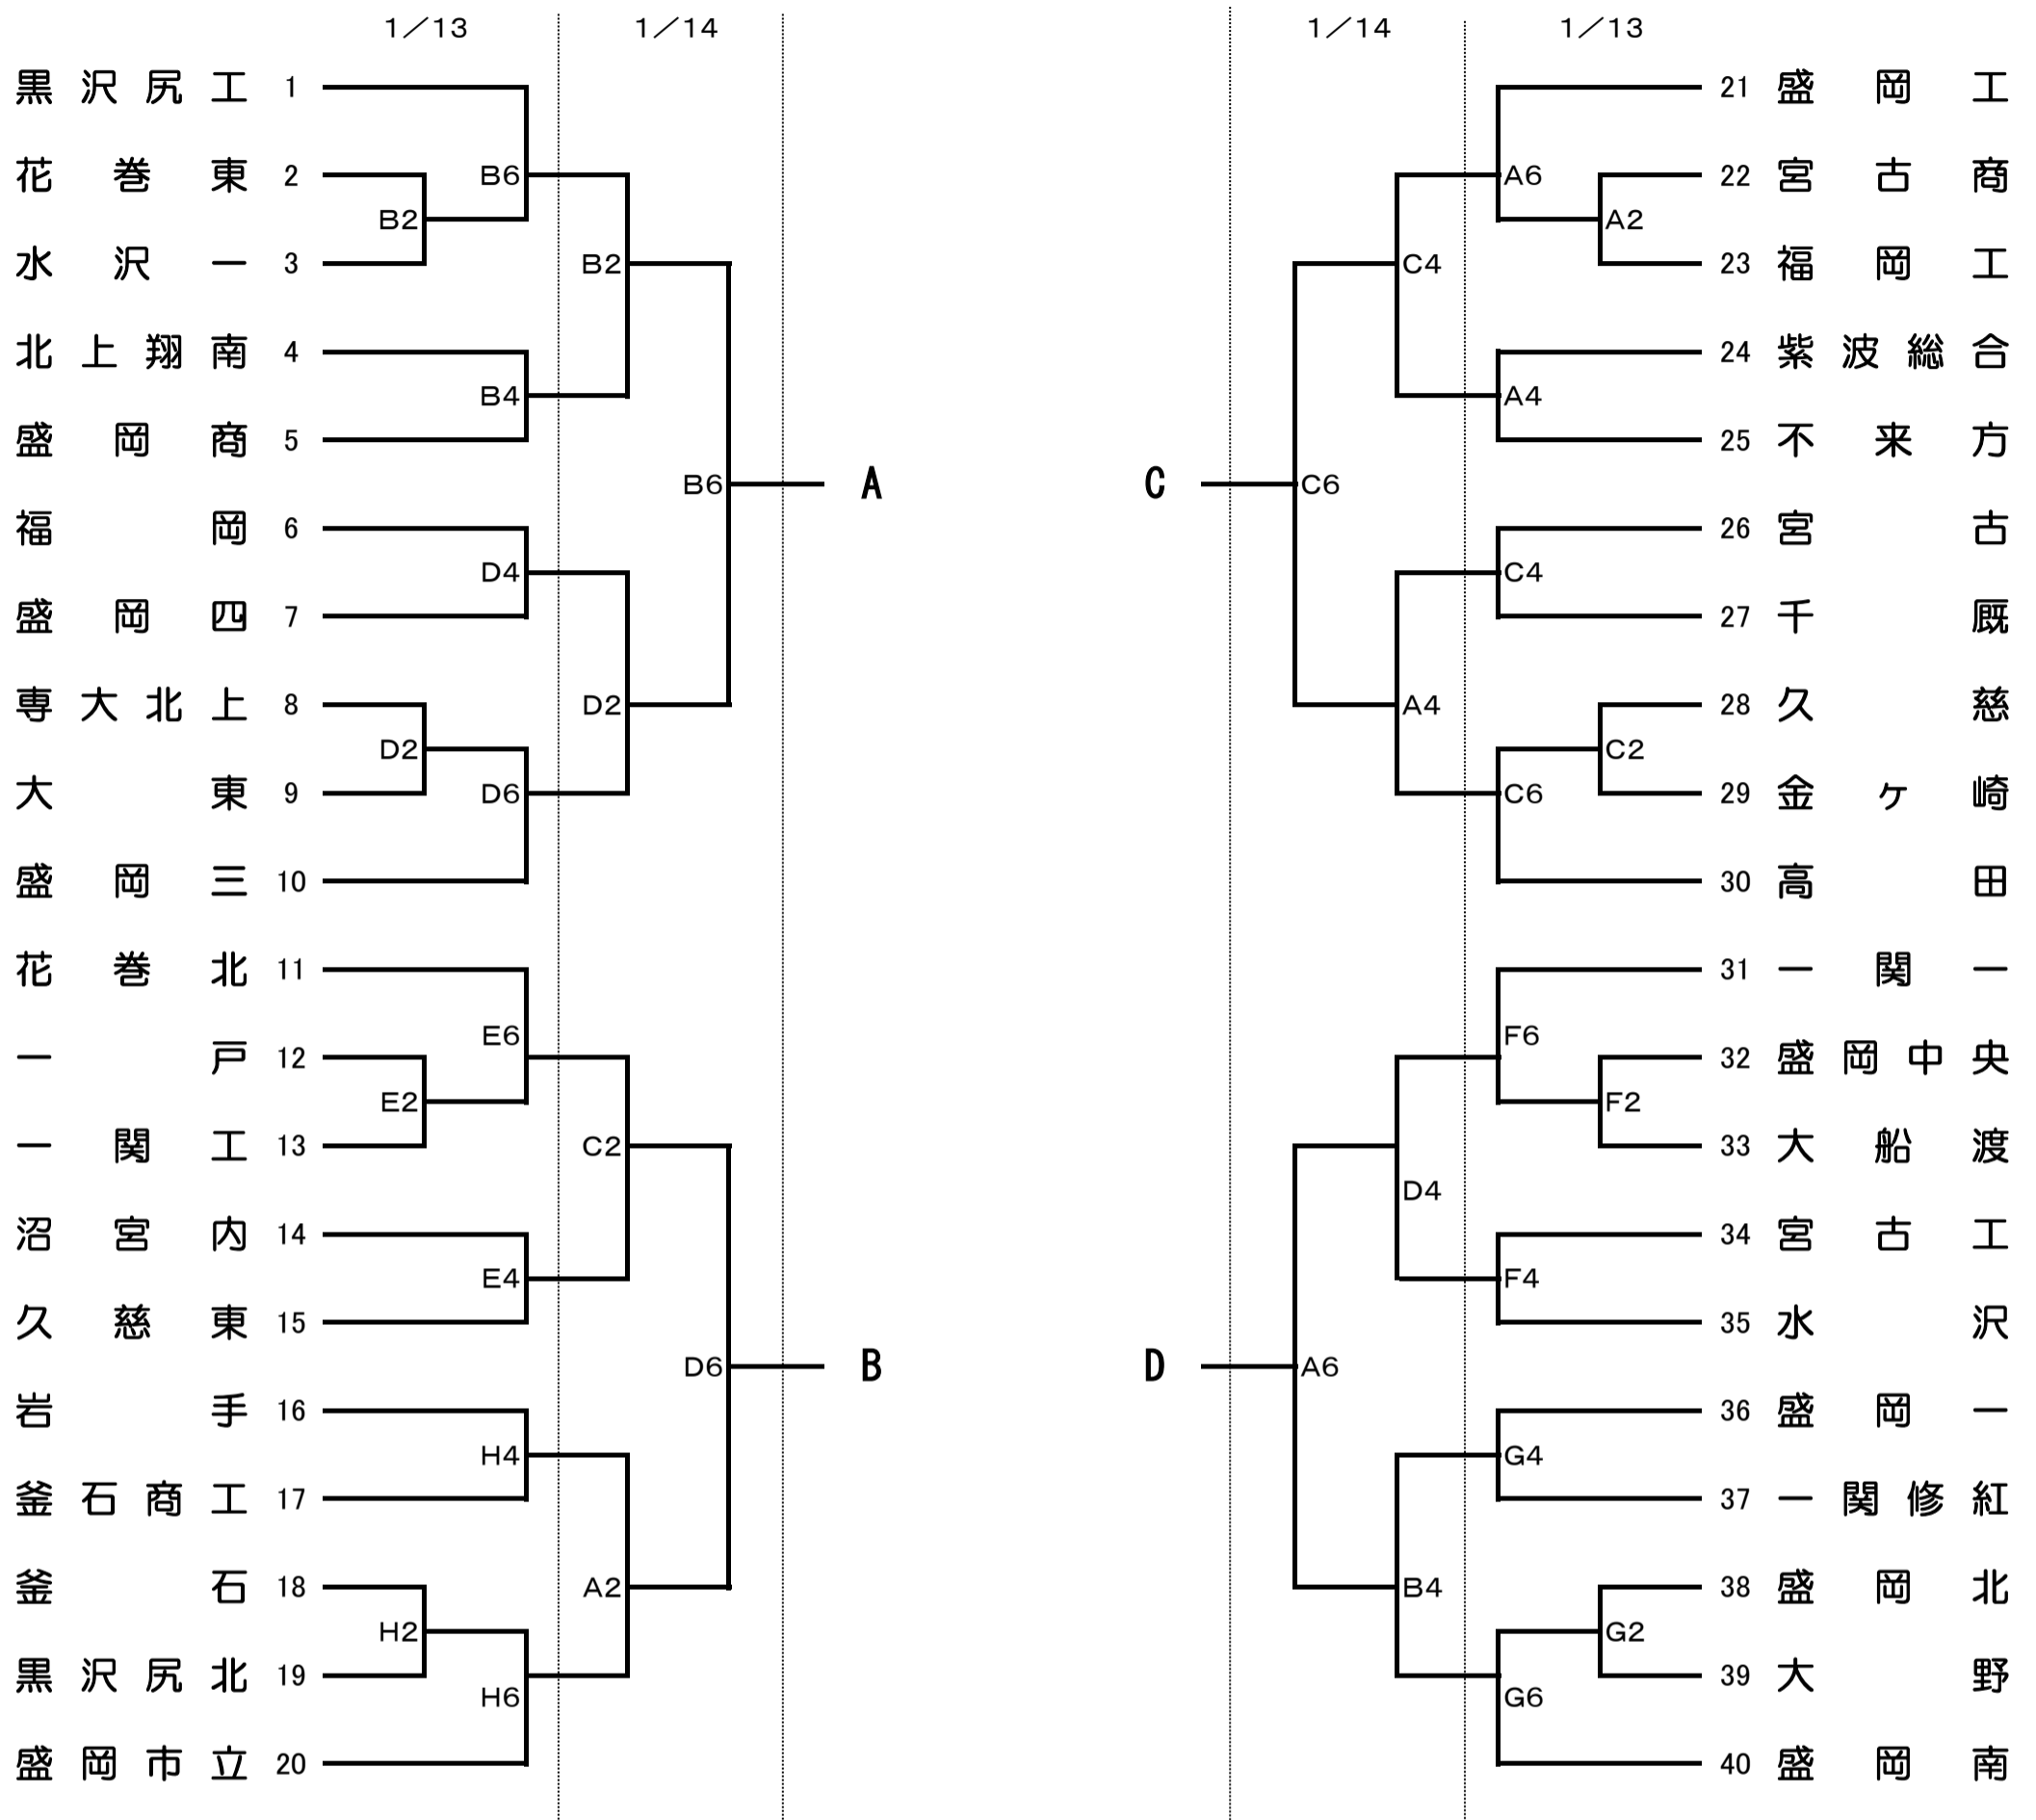 1／13 1／14 1／14 1／13
黒沢尻工 1 21 盛岡工
花巻東 2 B6 A6 22 宮古商
B2 A2
水沢一 3 B2 C4 23 福岡工
北上翔南 4 24 紫波総合
B4 A4
盛岡商 5 25 不来方
B6 A C C6
福岡 6 26 宮古
D4 C4
盛岡四 7 27 千厩
専大北上 8 D2 A4 28 久慈
D2 C2
大東 9 D6 C6 29 金ヶ崎
盛岡三 10 30 高田
花巻北 11 31 一関一
E6 F6
一戸 12 32 盛岡中央
E2 F2
一関工 13 C2 33 大船渡
D4
沼宮内 14 34 宮古工
E4 F4
久慈東 15 35 水沢
D6 B D A6
岩手 16 36 盛岡一
H4 G4
釜石商工 17 37 一関修紅
釜石 18 A2 B4 38 盛岡北
H2 G2
黒沢尻北 19 39 大野
H6 G6
盛岡市立 20 40 盛岡南